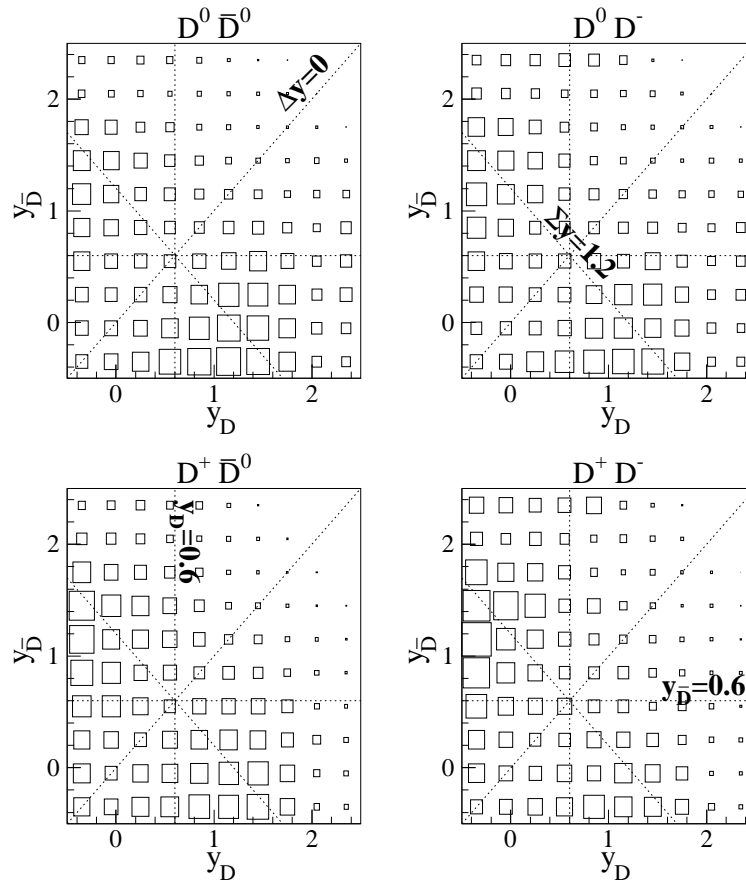 D⁰ D̅⁰
D⁰ D⁻
y_D̅
2
1
0
Δy=0
0
1
2
y_D
y_D̅
2
1
0
Σy=1.2
0
1
2
y_D
D⁺ D̅⁰
D⁺ D⁻
y_D̅
2
1
0
y_D=0.6
0
1
2
y_D
y_D̅
2
1
0
y_D̅=0.6
0
1
2
y_D